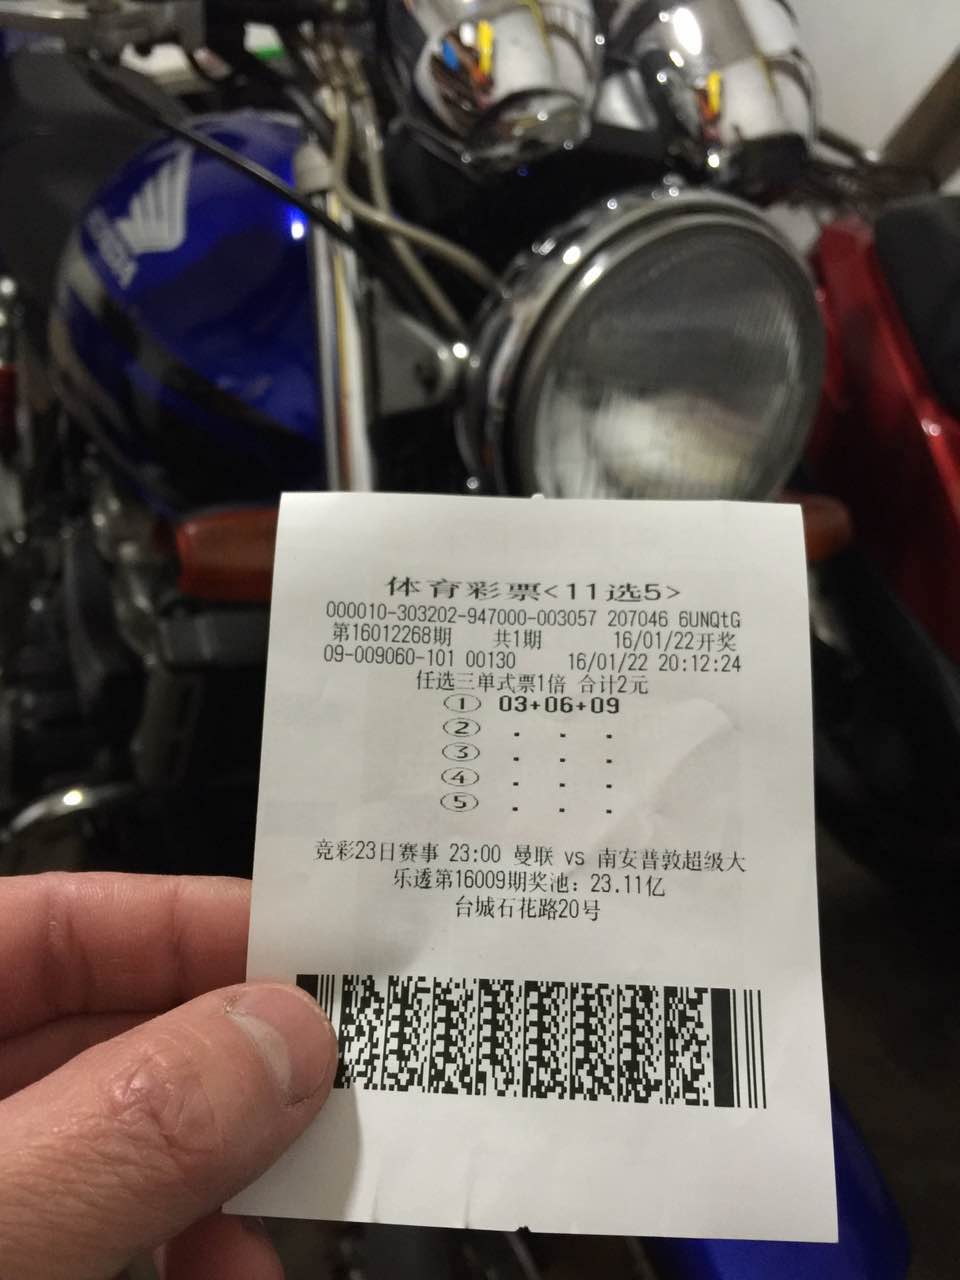 HONDA
体育彩票<11选5>
000010-303202-947000-003057 207046 6UNQtG
第16012268期 共1期 16/01/22开奖
09-009060-101 00130 16/01/22 20:12:24
任选三单式票1倍 合计2元
① 03+06+09
② . . .
③ . . .
④ . . .
⑤ . . .
竞彩23日赛事 23:00 曼联 vs 南安普敦超级大
乐透第16009期奖池：23.11亿
台城石花路20号